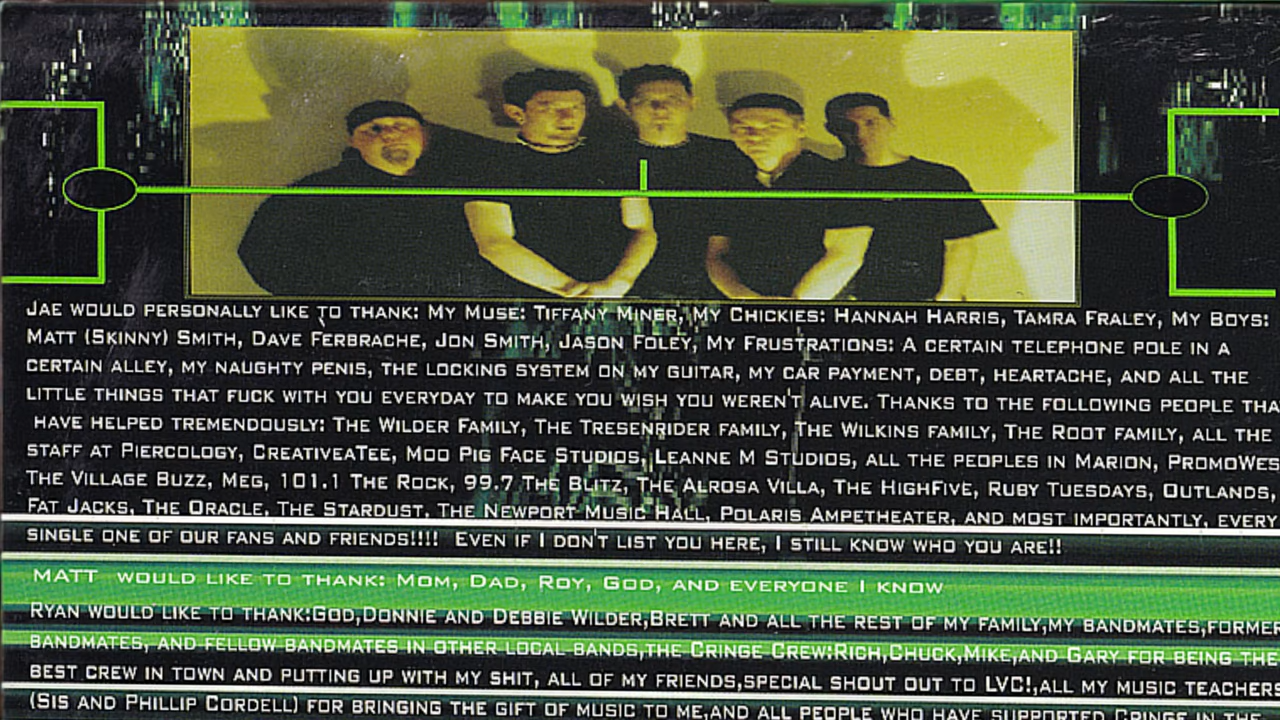 Jae would personally like to thank: My Muse: Tiffany Miner, My Chickies: Hannah Harris, Tamra Fraley, My Boys:
Matt (Skinny) Smith, Dave Ferbrache, Jon Smith, Jason Foley, My Frustrations: A certain telephone pole in a
certain alley, my naughty penis, the locking system on my guitar, my car payment, debt, heartache, and all the
little things that fuck with you everyday to make you wish you weren't alive. Thanks to the following people tha
have helped tremendously: The Wilder Family, The Tresenrider family, The Wilkins family, The Root family, all the
staff at Piercology, CreativeaTee, Moo Pig Face Studios, Leanne M Studios, all the peoples in Marion, PromoWes
The Village Buzz, Meg, 101.1 The Rock, 99.7 The Blitz, The Alrosa Villa, The HighFive, Ruby Tuesdays, Outlands,
Fat Jacks, The Oracle, The Stardust, The Newport Music Hall, Polaris Ampetheater, and most importantly, every
single one of our fans and friends!!!! Even if I don't list you here, I still know who you are!!
Matt would like to thank: Mom, Dad, Roy, God, and everyone I know
Ryan would like to thank:God,Donnie and Debbie Wilder,Brett and all the rest of my family,my bandmates,former
bandmates, and fellow bandmates in other local-bands,the Cringe Crew:Rich,Chuck,Mike,and Gary for being the
best crew in town and putting up with my shit, all of my friends,special shout out to LVC!,all my music teachers
(Sis and Phillip Cordell) for bringing the gift of music to me,and all people who have supported Cringe in the